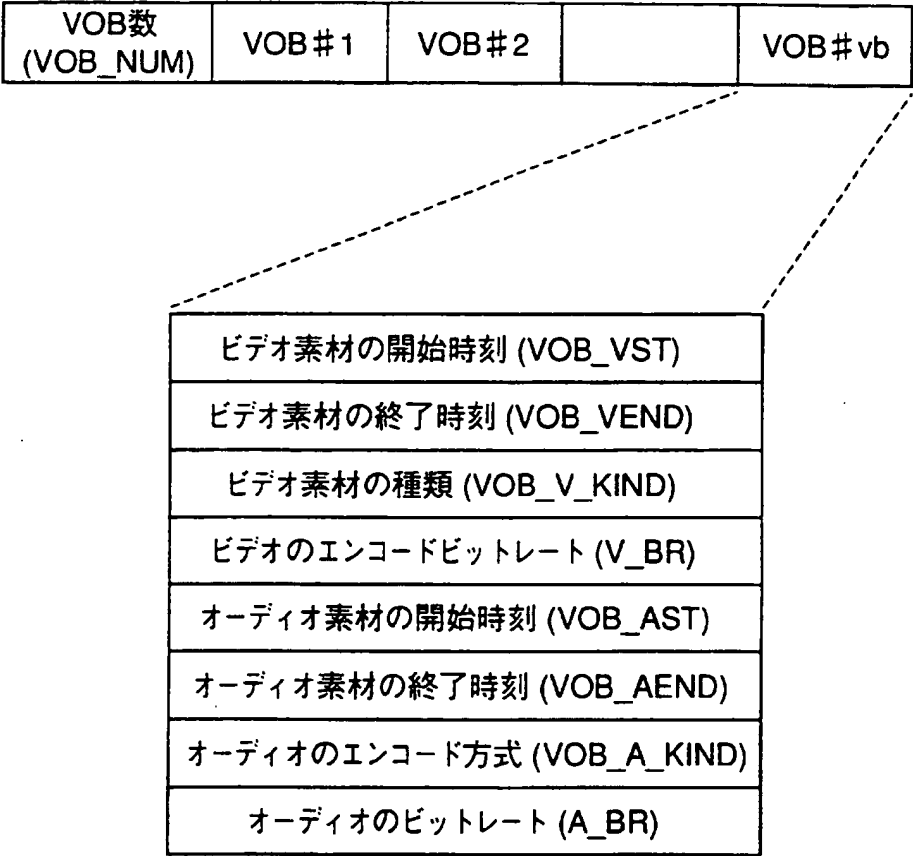 VOB数
(VOB_NUM)
VOB♯1
VOB♯2
VOB♯vb
ビデオ素材の開始時刻 (VOB_VST)
ビデオ素材の終了時刻 (VOB_VEND)
ビデオ素材の種類 (VOB_V_KIND)
ビデオのエンコードビットレート (V_BR)
オーディオ素材の開始時刻 (VOB_AST)
オーディオ素材の終了時刻 (VOB_AEND)
オーディオのエンコード方式 (VOB_A_KIND)
オーディオのビットレート (A_BR)